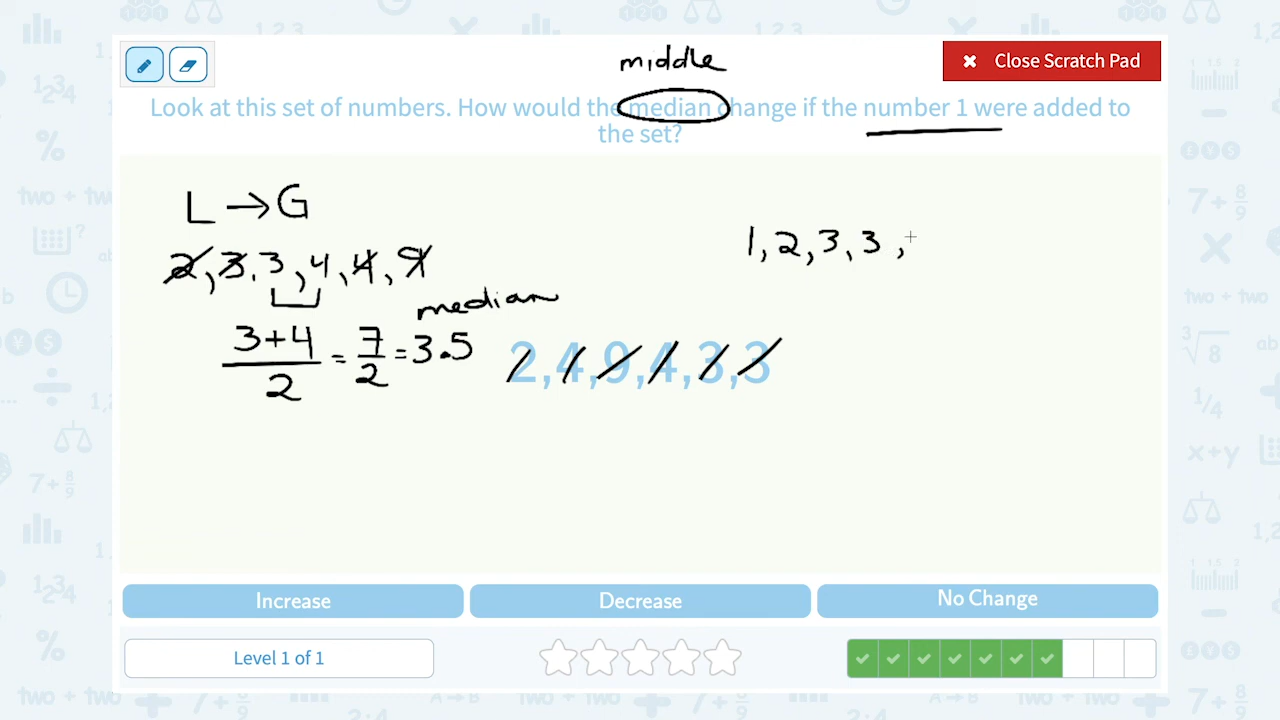 middle
Close Scratch Pad
Look at this set of numbers. How would the median change if the number 1 were added to
the set?
L → G
2, 3, 3, 4, 4, 9
1, 2, 3, 3,
median
3+4/2 = 7/2 = 3.5
2,4,9,4,3,3
Increase
Decrease
No Change
Level 1 of 1